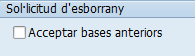 Sol·licitud d'esborrany
Acceptar bases anteriors